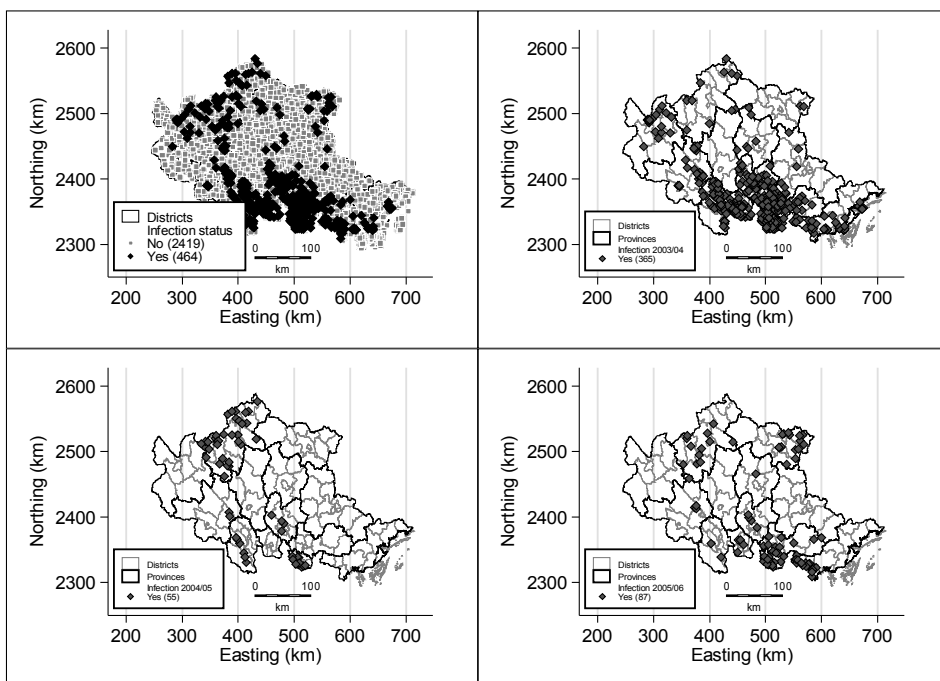 2600
2500
2400
2300
Northing (km)
Districts
Infection status
No (2419)
Yes (464)
0 100
km
200 300 400 500 600 700
Easting (km)
2600
2500
2400
2300
Northing (km)
Districts
Provinces
Infection 2003/04
Yes (365)
0 100
km
200 300 400 500 600 700
Easting (km)
2600
2500
2400
2300
Northing (km)
Districts
Provinces
Infection 2004/05
Yes (55)
0 100
km
200 300 400 500 600 700
Easting (km)
2600
2500
2400
2300
Northing (km)
Districts
Provinces
Infection 2005/06
Yes (87)
0 100
km
200 300 400 500 600 700
Easting (km)